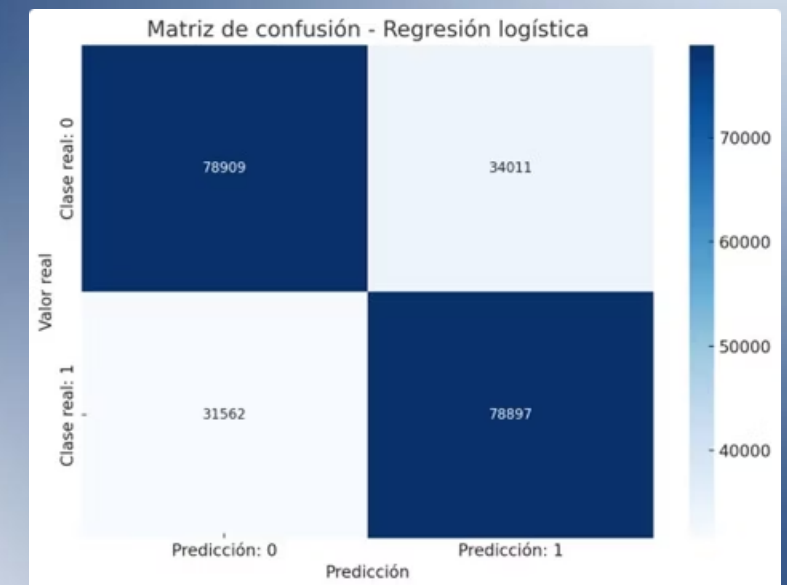 Matriz de confusión - Regresión logística
Clase real: 0
Clase real: 1
Valor real
78909
34011
31562
78897
Predicción: 0
Predicción: 1
Predicción
70000
60000
50000
40000